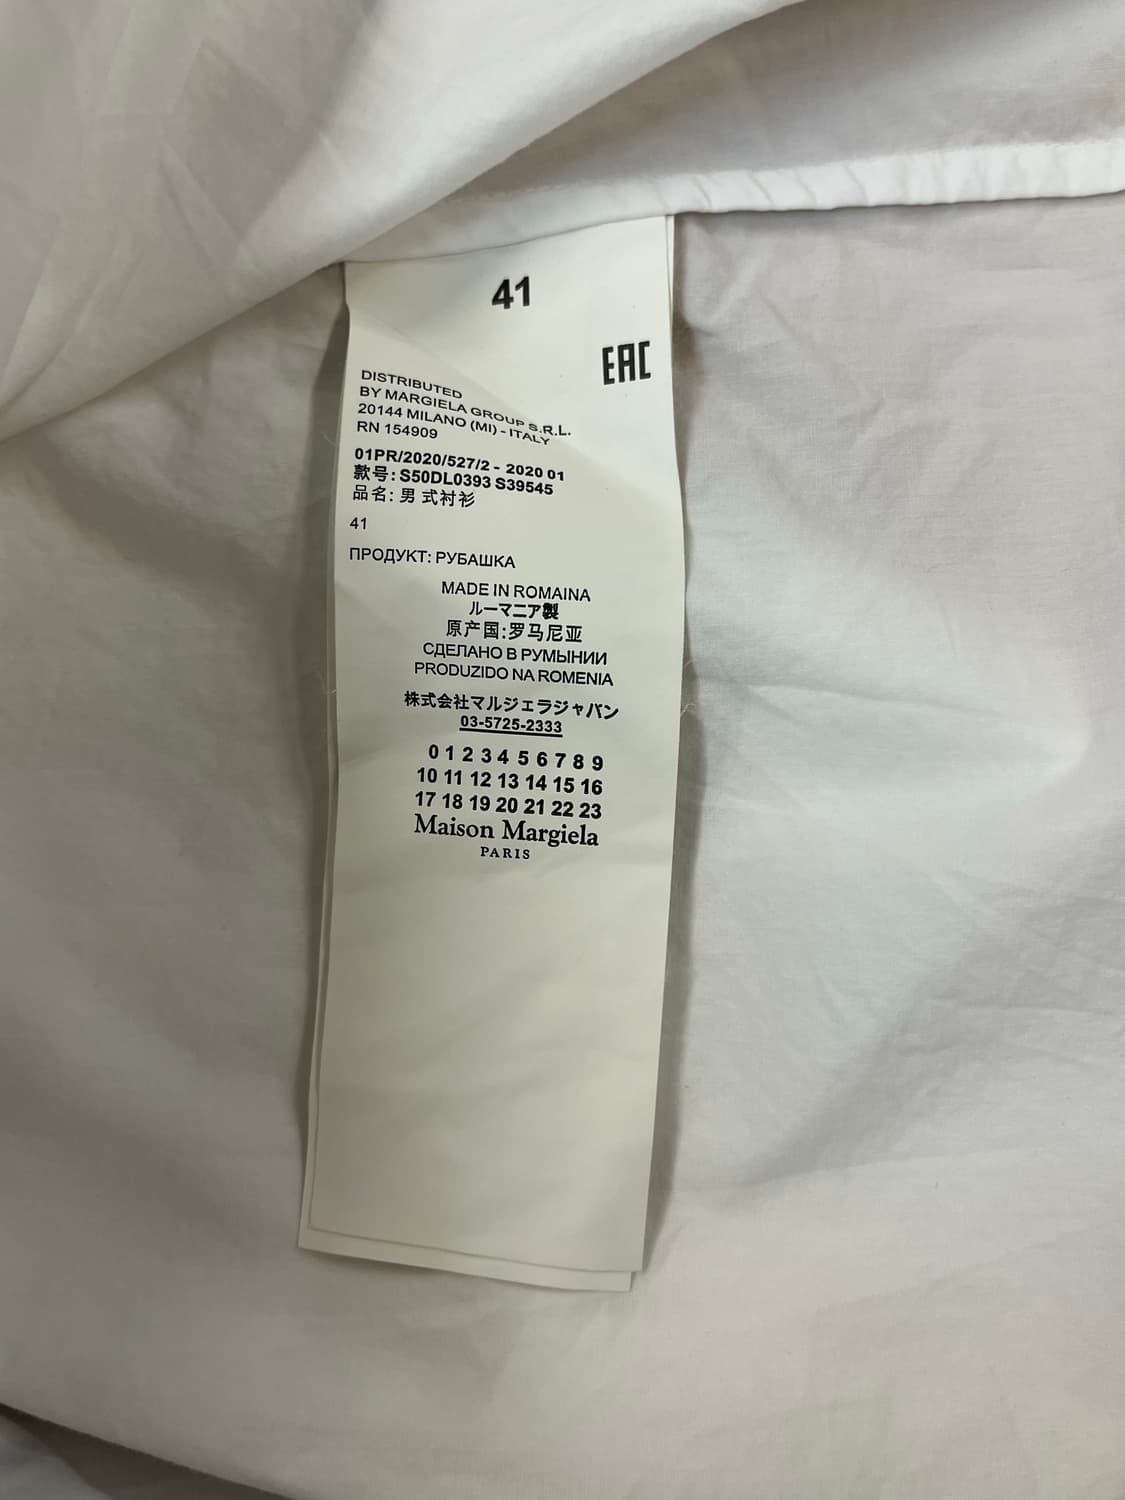 41
EAC
DISTRIBUTED
BY MARGIELA GROUP S.R.L.
20144 MILANO (MI) - ITALY
RN 154909
01PR/2020/527/2 - 2020 01
款号: S50DL0393 S39545
品名: 男 式衬衫
41
ПРОДУКТ: РУБАШКА
MADE IN ROMAINA
ルーマニア製
原产国:罗马尼亚
СДЕЛАНО В РУМЫНИИ
PRODUZIDO NA ROMENIA
株式会社マルジェラジャパン
03-5725-2333
0 1 2 3 4 5 6 7 8 9
10 11 12 13 14 15 16
17 18 19 20 21 22 23
Maison Margiela
PARIS